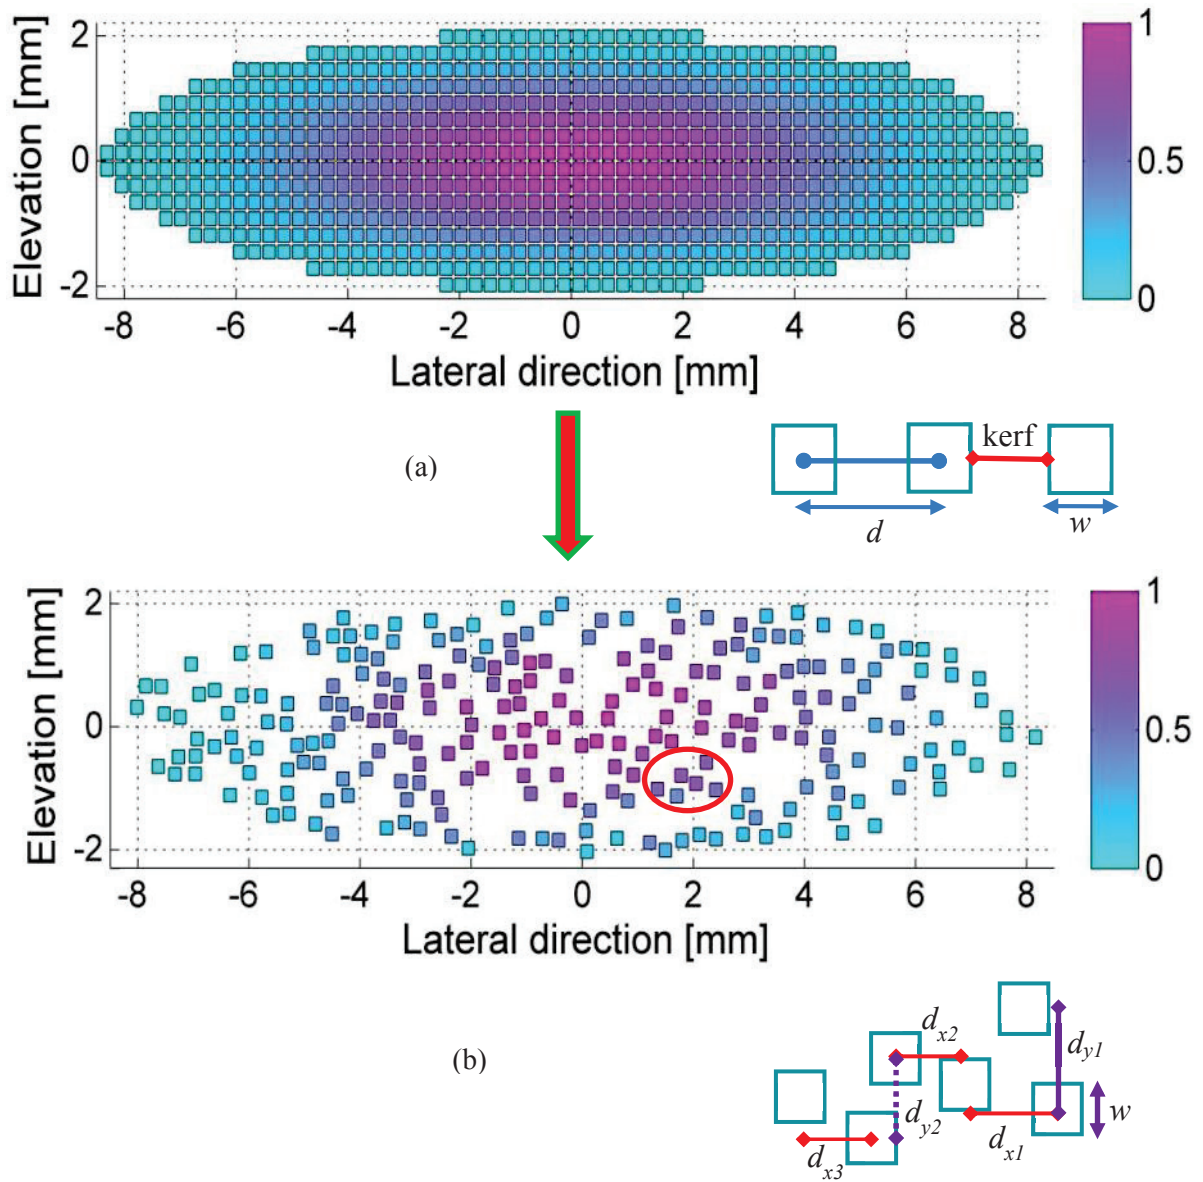 Elevation [mm]
2
0
-2
-8 -6 -4 -2 0 2 4 6 8
Lateral direction [mm]
1
0.5
0
(a)
kerf
d
w
Elevation [mm]
2
0
-2
-8 -6 -4 -2 0 2 4 6 8
Lateral direction [mm]
1
0.5
0
(b)
dx2
dy1
dy2
w
dx1
dx3